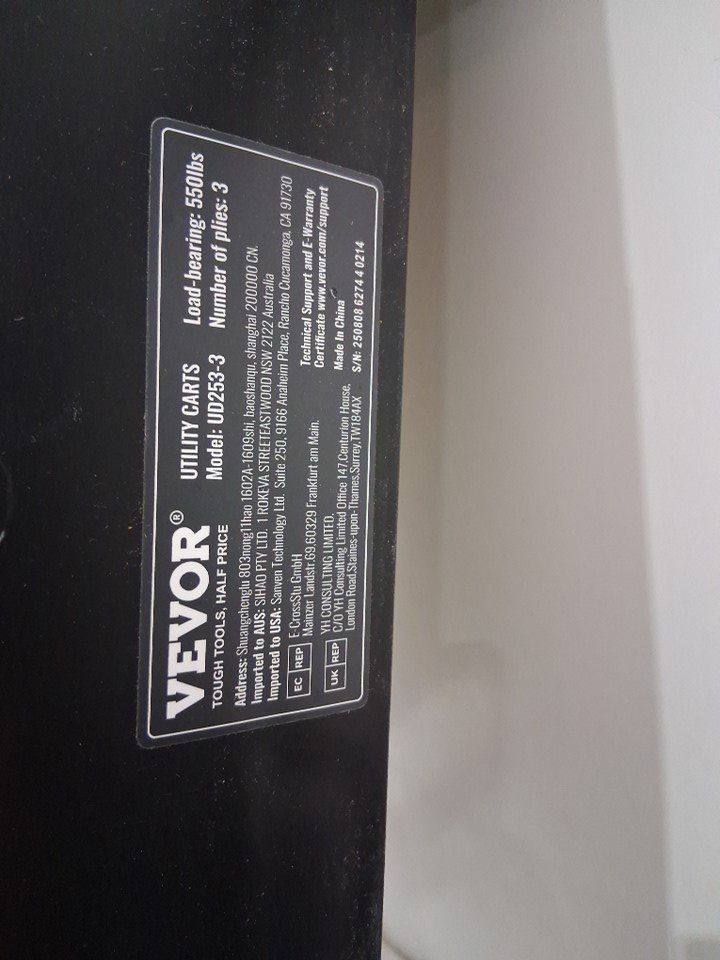 VEVOR®
TOUGH TOOLS, HALF PRICE
UTILITY CARTS
Model: UD253-3
Load-bearing: 550lbs
Number of plies: 3
Address: Shuangchenglu 803nong11hao 1602A-1609shi, baoshanqu, shanghai 200000 CN.
Imported to AUS: SIHAO PTY LTD. 1 ROKEVA STREETEASTWOOD NSW 2122 Australia
Imported to USA: Sanven Technology Ltd. Suite 250, 9166 Anaheim Place, Rancho Cucamonga, CA 91730
EC REP
E-CrossStu GmbH
Mainzer Landstr.69,60329 Frankfurt am Main.
UK REP
YH CONSULTING LIMITED.
C/O YH Consulting Limited Office 147,Centurion House,
London Road,Staines-upon-Thames,Surrey,TW184AX
Technical Support and E-Warranty
Certificate www.vevor.com/support
Made In China
S/N: 250808 6274 4 0214